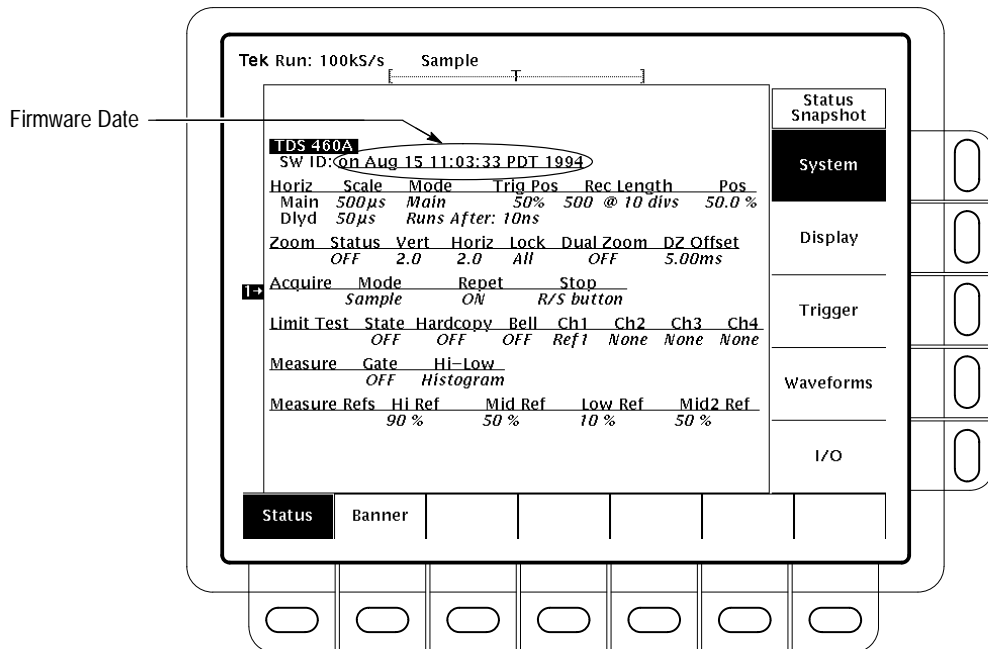 Tek Run: 100kS/s Sample
[ T ]
Status
Snapshot
Firmware Date
TDS 460A
SW ID: on Aug 15 11:03:33 PDT 1994
System
Horiz Scale Mode Trig Pos Rec Length Pos
Main 500µs Main 50% 500 @ 10 divs 50.0 %
Dlyd 50µs Runs After: 10ns
Display
Zoom Status Vert Horiz Lock Dual Zoom DZ Offset
OFF 2.0 2.0 All OFF 5.00ms
1→
Acquire Mode Repet Stop
Sample ON R/S button
Trigger
Limit Test State Hardcopy Bell Ch1 Ch2 Ch3 Ch4
OFF OFF OFF Ref1 None None None
Measure Gate Hi–Low
OFF Histogram
Waveforms
Measure Refs Hi Ref Mid Ref Low Ref Mid2 Ref
90 % 50 % 10 % 50 %
I/O
Status Banner